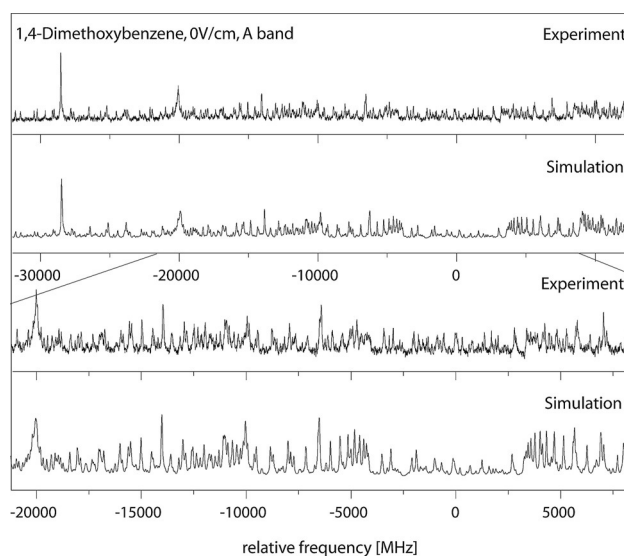 1,4-Dimethoxybenzene, 0V/cm, A band
Experiment
Simulation
-30000 -20000 -10000 0
Experiment
Simulation
-20000 -15000 -10000 -5000 0 5000
relative frequency [MHz]